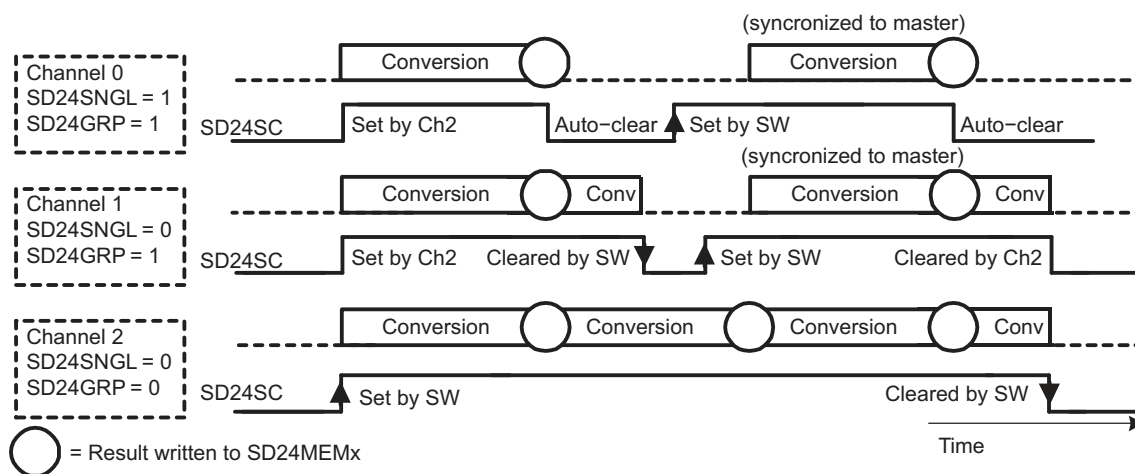 (syncronized to master)
Channel 0
SD24SNGL = 1
SD24GRP = 1
Conversion
Conversion
SD24SC
Set by Ch2
Auto−clear
Set by SW
Auto−clear
(syncronized to master)
Channel 1
SD24SNGL = 0
SD24GRP = 1
Conversion
Conv
Conversion
Conv
SD24SC
Set by Ch2
Cleared by SW
Set by SW
Cleared by Ch2
Channel 2
SD24SNGL = 0
SD24GRP = 0
Conversion
Conversion
Conversion
Conv
SD24SC
Set by SW
Cleared by SW
= Result written to SD24MEMx
Time